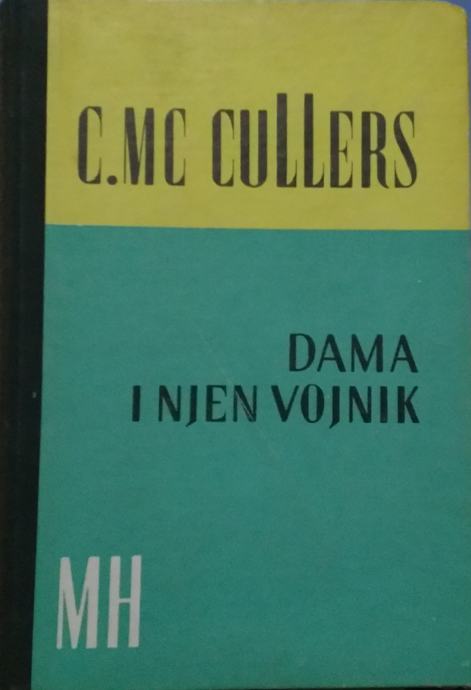 C.MC CULLERS
DAMA
I NJEN VOJNIK
MH